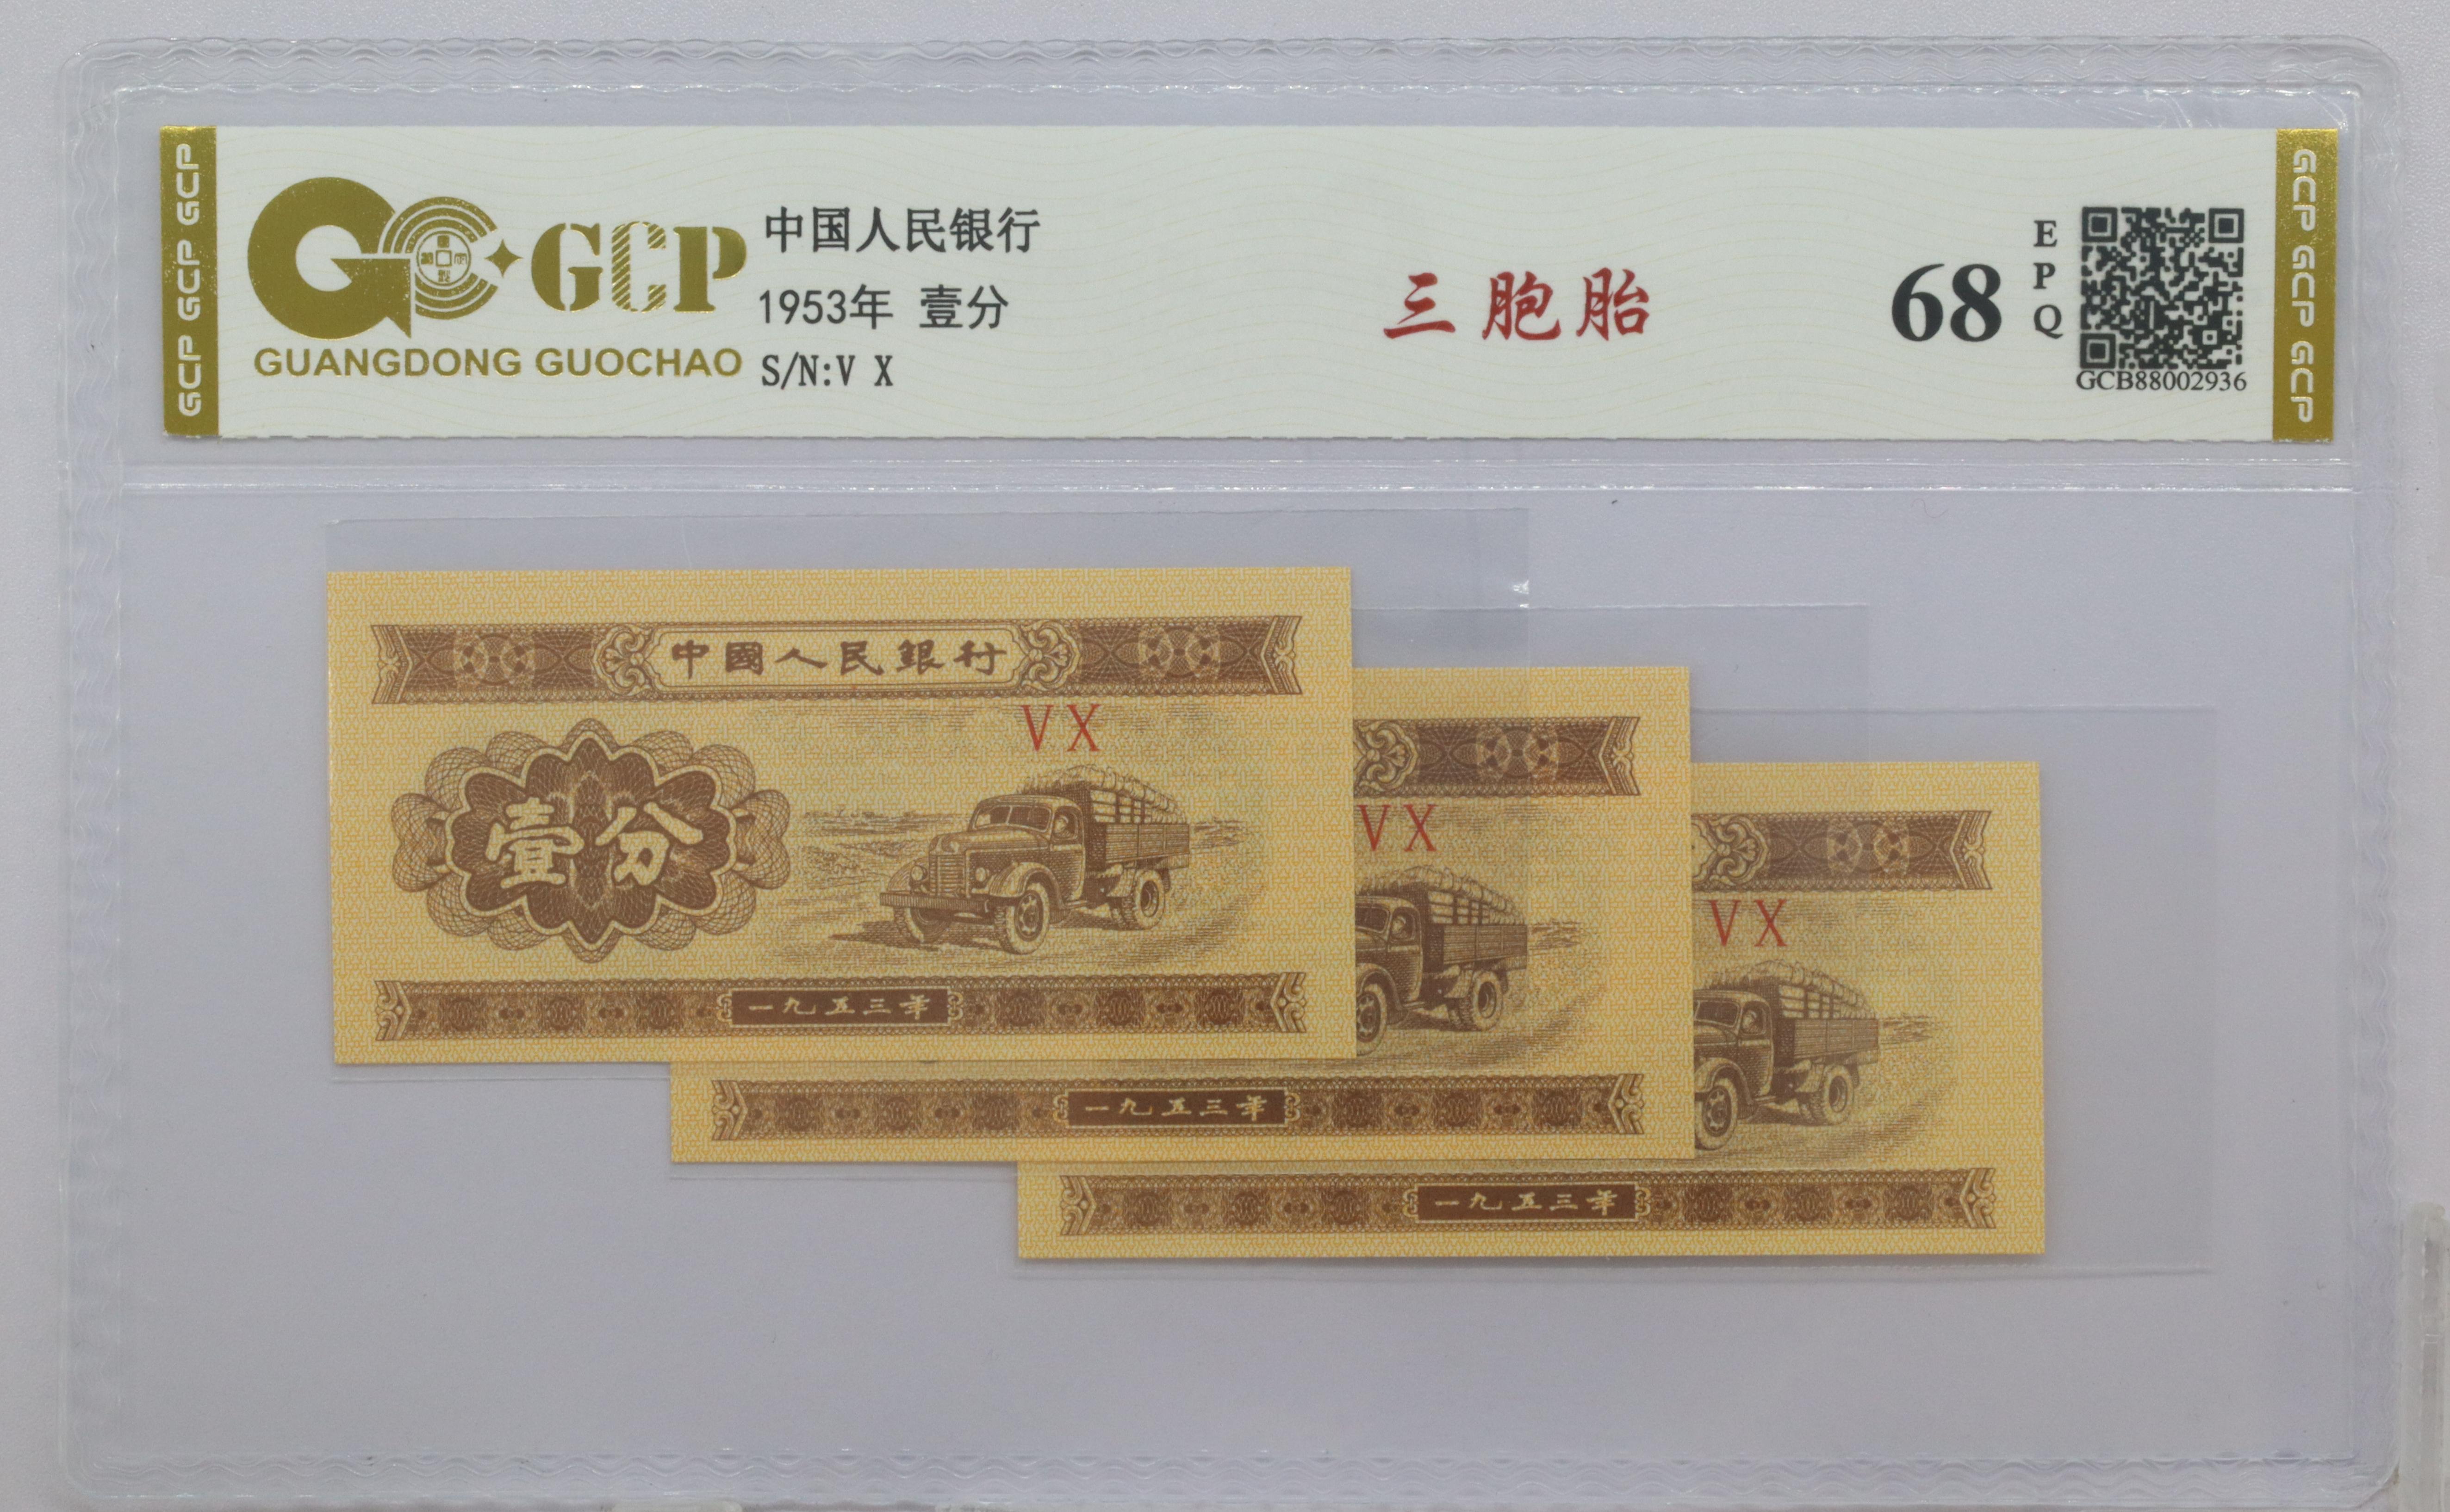 GCP GCP GCP
GCP
GUANGDONG GUOCHAO
中国人民银行
1953年 壹分
S/N:V X
三胞胎
68
EPQ
GCB88002936
GCP GCP GCP
中國人民銀行
VX
壹分
一九五三年
VX
一九五三年
VX
一九五三年